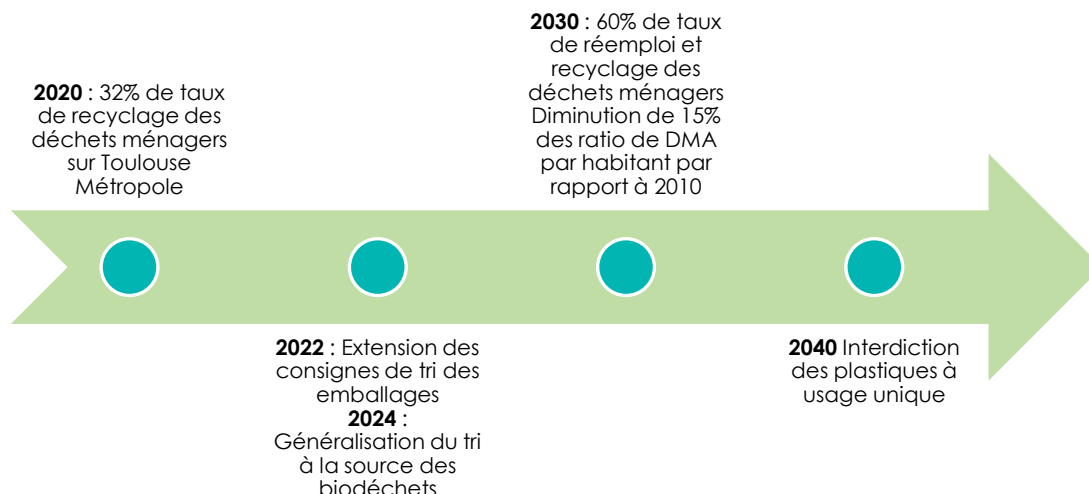 2020 : 32% de taux
de recyclage des
déchets ménagers
sur Toulouse
Métropole
2022 : Extension des
consignes de tri des
emballages
2024 :
Généralisation du tri
à la source des
biodéchets
2030 : 60% de taux
de réemploi et
recyclage des
déchets ménagers
Diminution de 15%
des ratio de DMA
par habitant par
rapport à 2010
2040 Interdiction
des plastiques à
usage unique